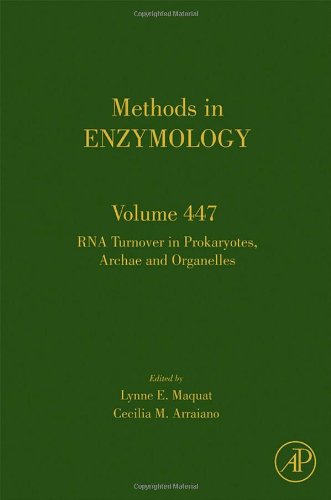 Methods in
ENZYMOLOGY
Volume 447
RNA Turnover in Prokaryotes,
Archae and Organelles
Edited by
Lynne E. Maquat
Cecilia M. Arraiano
AP